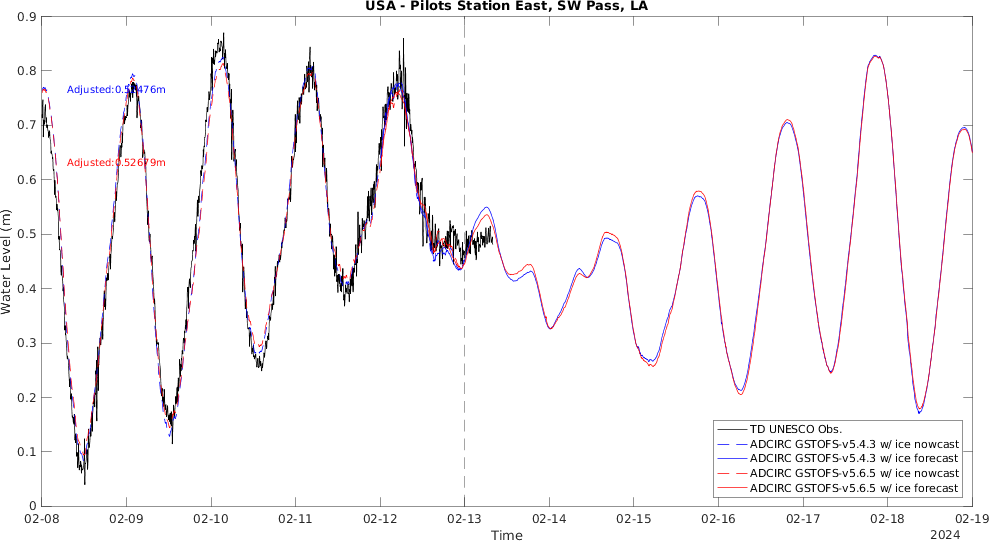 USA - Pilots Station East, SW Pass, LA
0.9
0.8
0.7
0.6
0.5
0.4
0.3
0.2
0.1
0
Water Level (m)
Adjusted:0.52679m
TD UNESCO Obs.
ADCIRC GSTOFS-v5.4.3 w/ ice nowcast
ADCIRC GSTOFS-v5.4.3 w/ ice forecast
ADCIRC GSTOFS-v5.6.5 w/ ice nowcast
ADCIRC GSTOFS-v5.6.5 w/ ice forecast
02-08 02-09 02-10 02-11 02-12 02-13 02-14 02-15 02-16 02-17 02-18 02-19
Time
2024